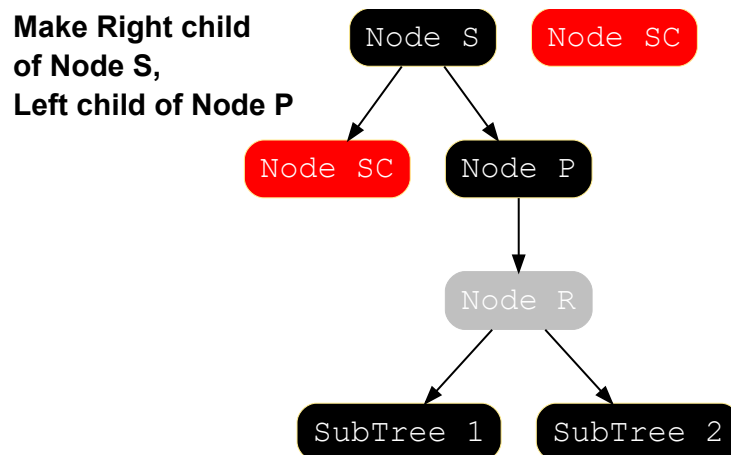 Make Right child
of Node S,
Left child of Node P
Node S
Node SC
Node SC
Node P
Node R
SubTree 1
SubTree 2